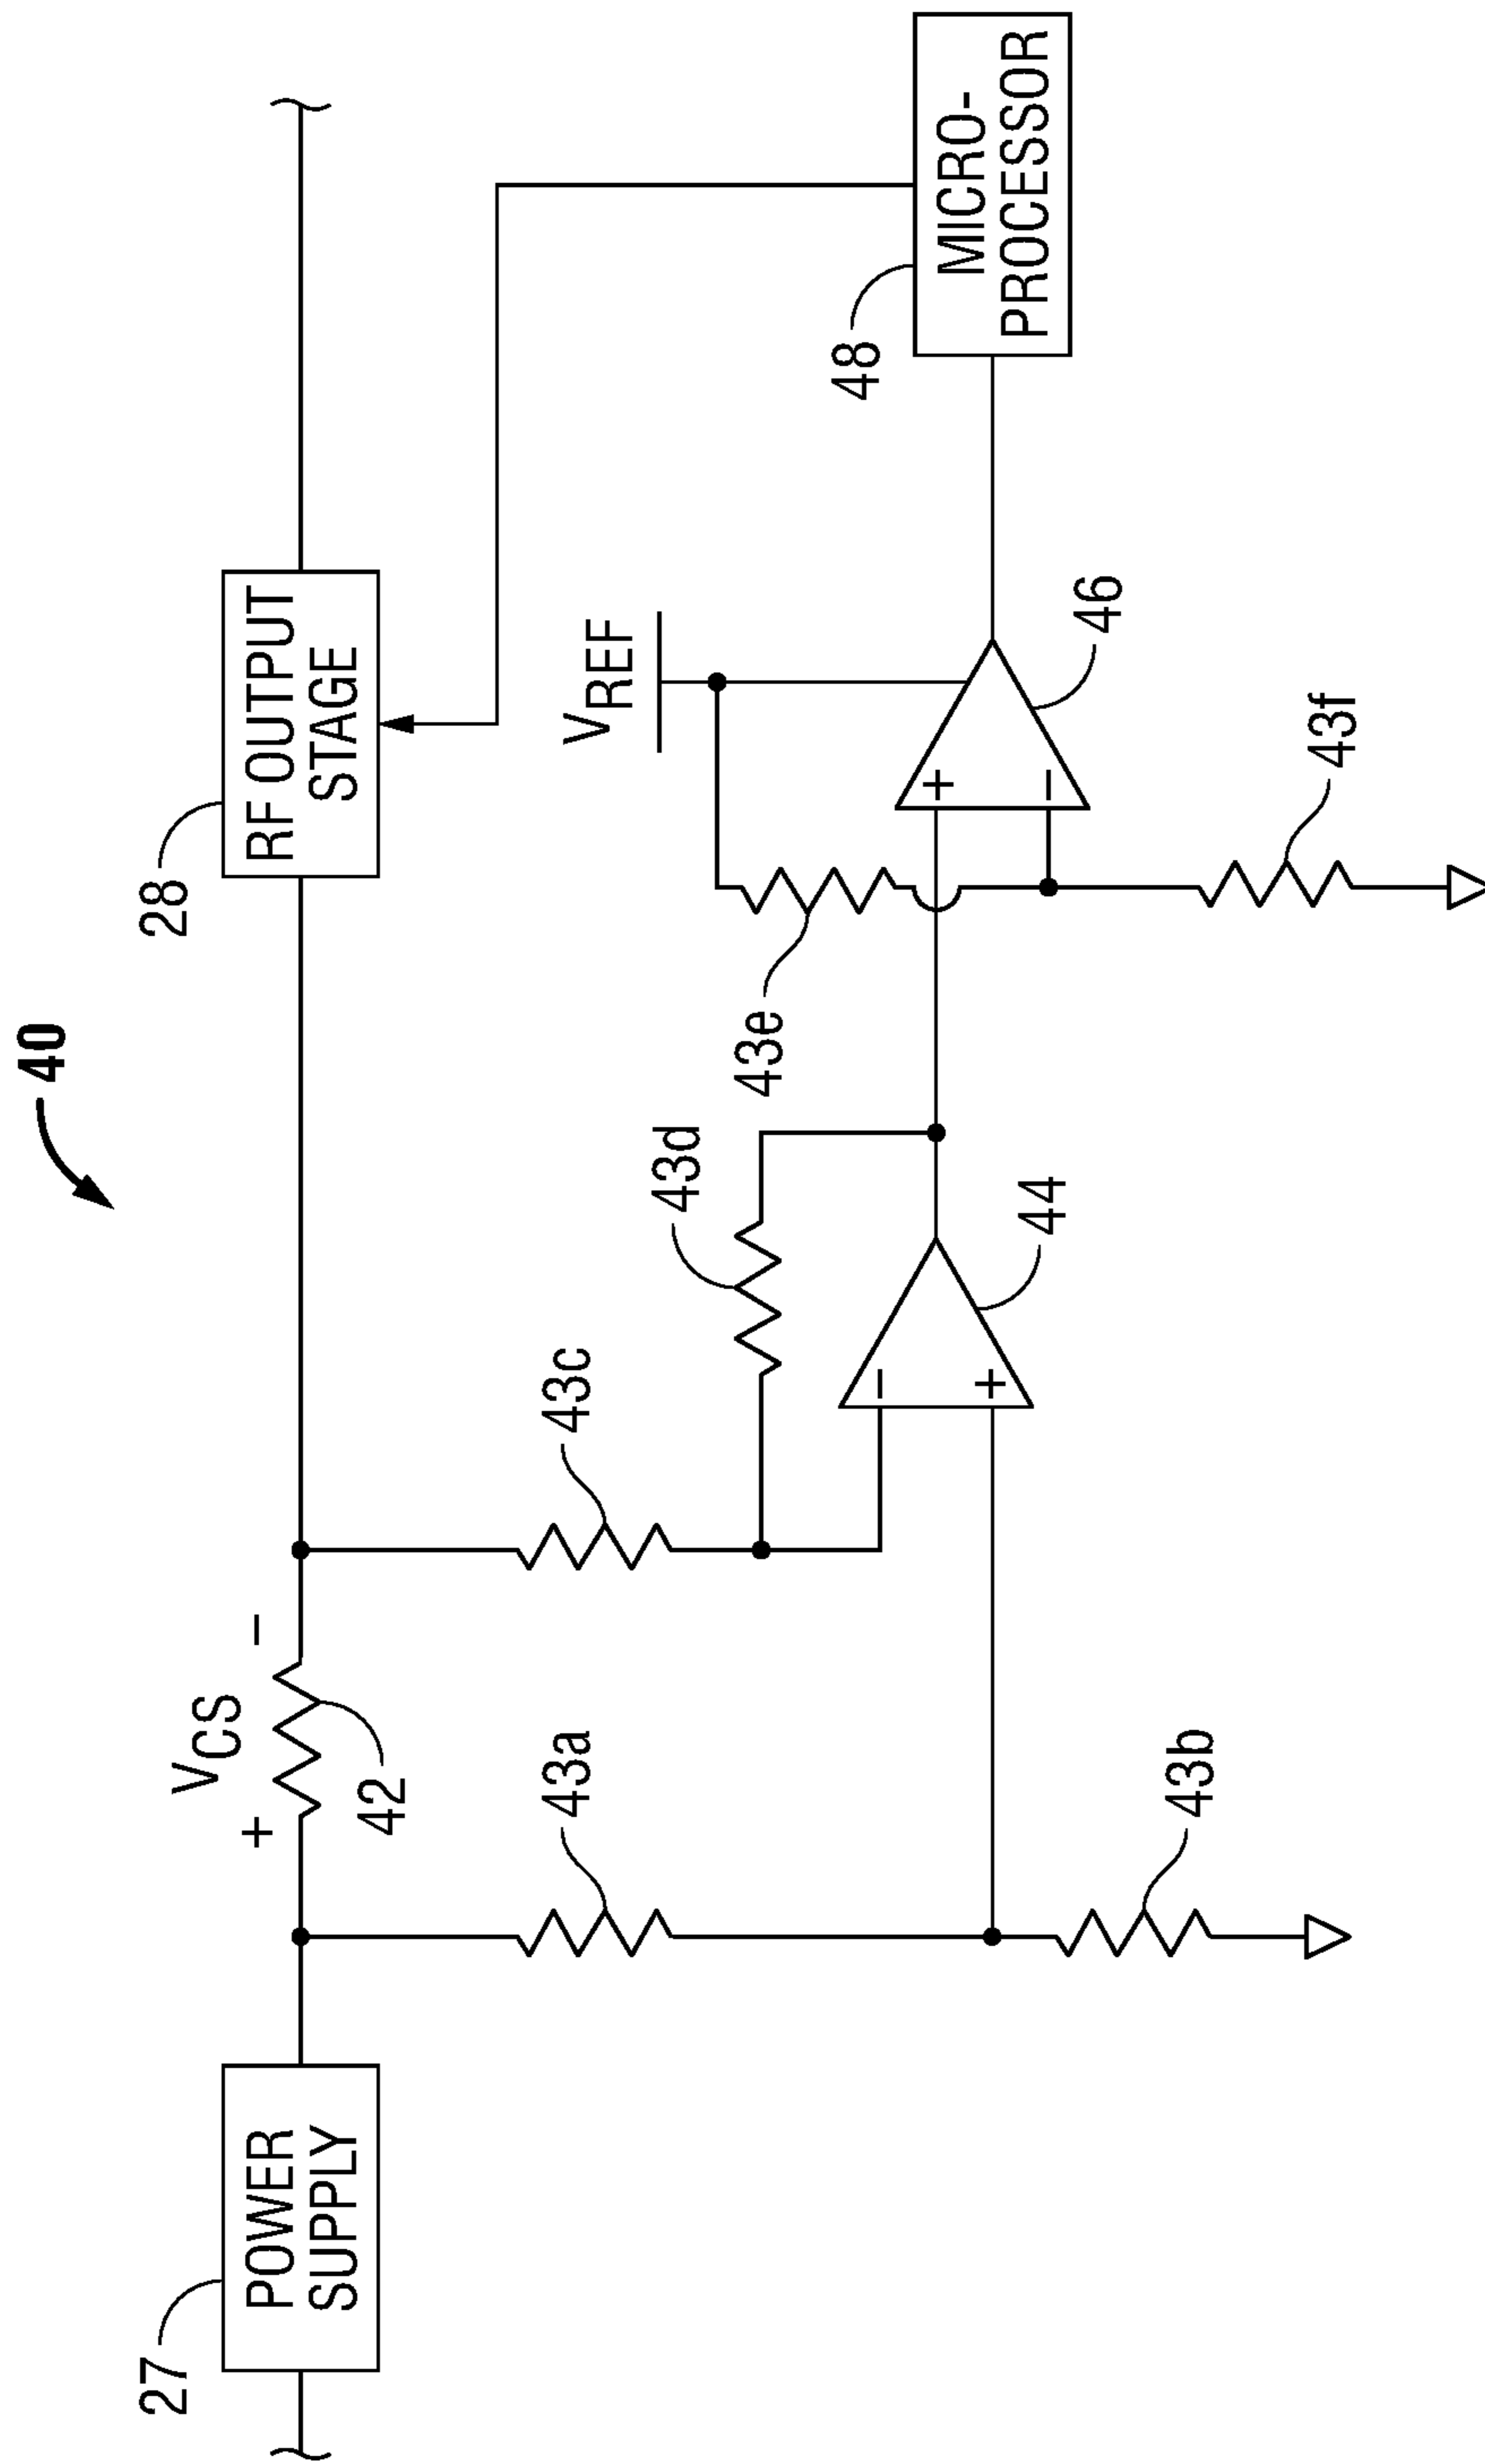 40
27
POWER
SUPPLY
VCS
+
−
42
28
RF OUTPUT
STAGE
43a
43c
43d
VREF
43e
43b
−
+
44
+
−
46
43f
48
MICRO-
PROCESSOR